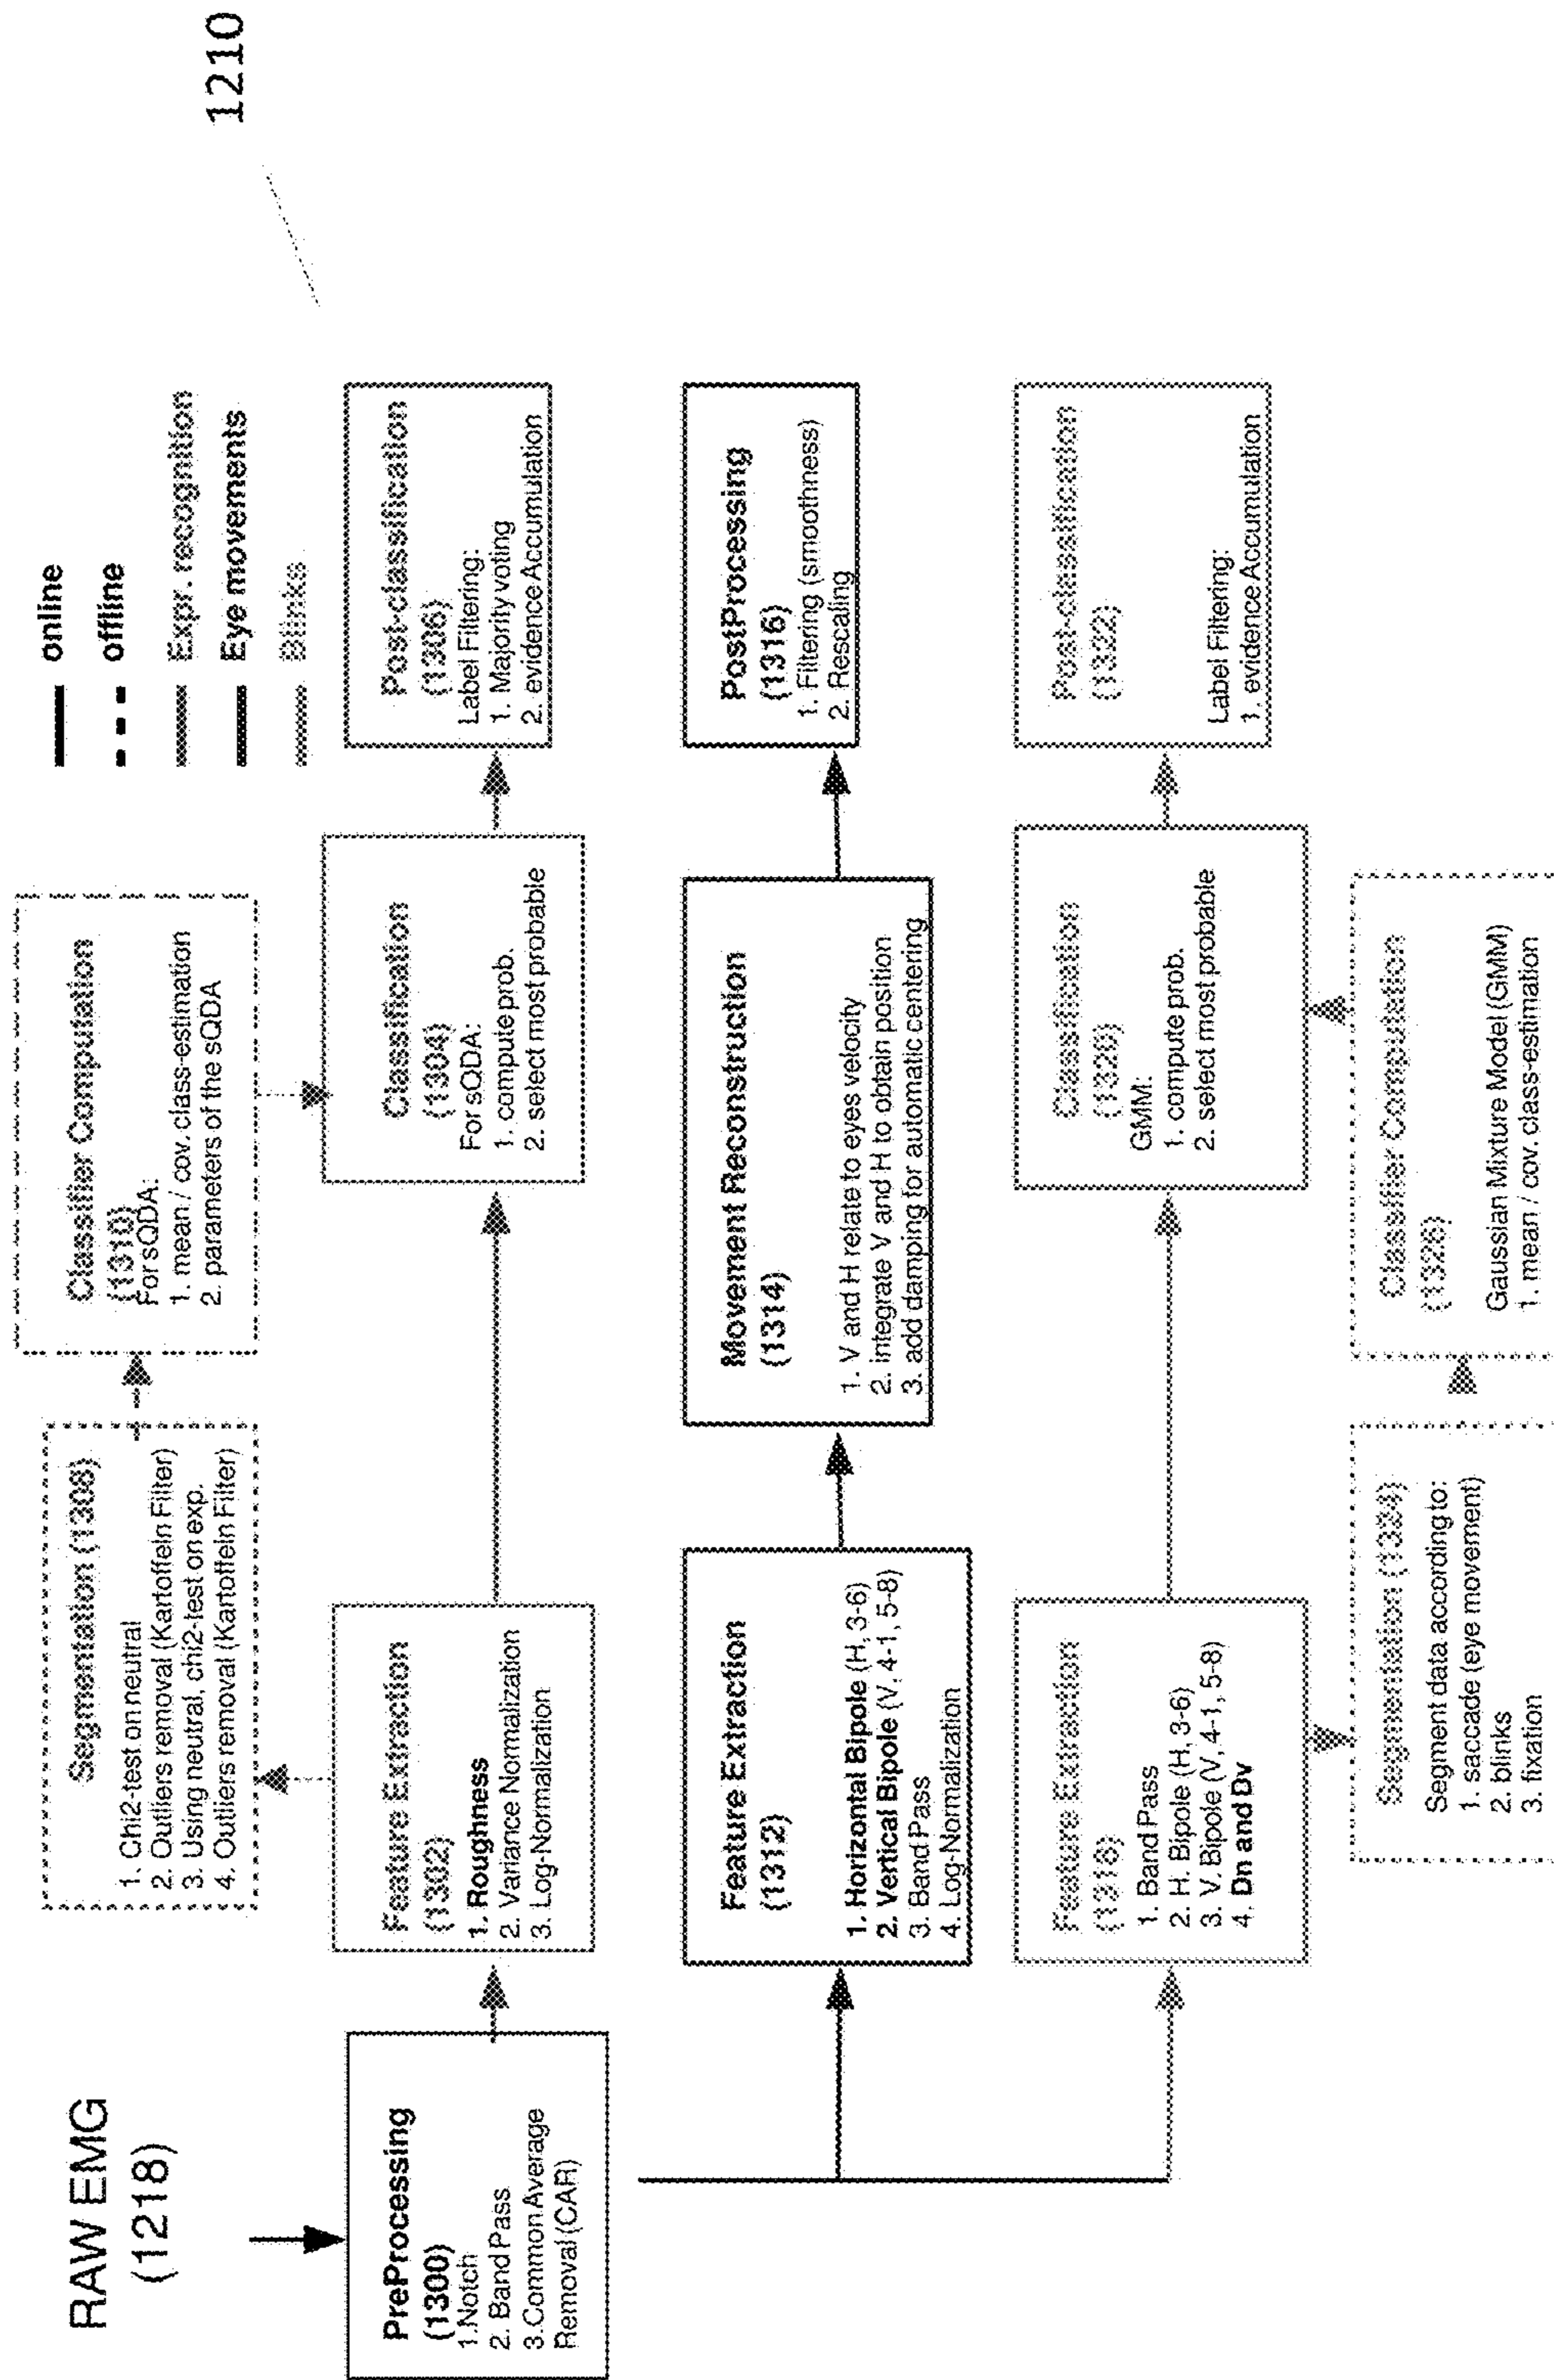 1210
online
offline
Expr. recognition
Eye movements
Blinks
RAW EMG
(1218)
PreProcessing
(1300)
1.Notch
2. Band Pass
3.Common Average
Removal (CAR)
Segmentation (1308)
1. Chi2-test on neutral
2. Outliers removal (Kartoffeln Filter)
3. Using neutral, chi2-test on exp.
4. Outliers removal (Kartoffeln Filter)
Classifier Computation
(1310)
For sQDA:
1. mean / cov. class-estimation
2. parameters of the sQDA
Feature Extraction
(1302)
1. Roughness
2. Variance Normalization
3. Log-Normalization
Classification
(1304)
For sQDA:
1. compute prob.
2. select most probable
Post-classification
(1306)
Label Filtering:
1. Majority voting
2. evidence Accumulation
Feature Extraction
(1312)
1. Horizontal Bipole (H, 3-6)
2. Vertical Bipole (V, 4-1, 5-8)
3. Band Pass
4. Log-Normalization
Movement Reconstruction
(1314)
1. V and H relate to eyes velocity
2. integrate V and H to obtain position
3. add damping for automatic centering
PostProcessing
(1316)
1. Filtering (smoothness)
2. Rescaling
Feature Extraction
(1318)
1. Band Pass
2. H. Bipole (H, 3-6)
3. V. Bipole (V, 4-1, 5-8)
4. Dn and Dv
Classification
(1320)
GMM:
1. compute prob.
2. select most probable
Post-classification
(1322)
Label Filtering:
1. evidence Accumulation
Segmentation
Segment data according to:
1. saccade (eye movement)
2. blinks
3. fixation
Classifier Computation
Gaussian Mixture Model (GMM)
1. mean / cov. class-estimation